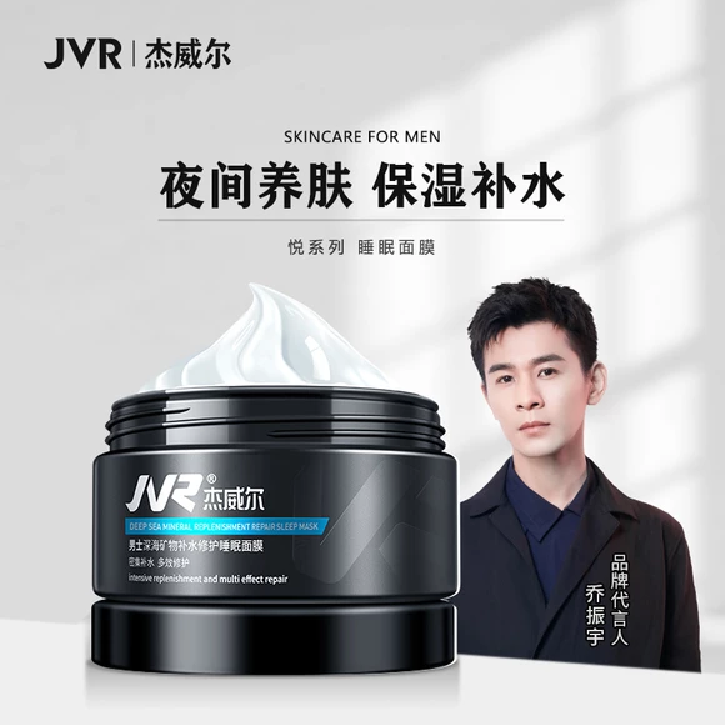 JVR | 杰威尔
SKINCARE FOR MEN
夜间养肤 保湿补水
悦系列 睡眠面膜
JVR® 杰威尔
DEEP SEA MINERAL REPLENISHMENT REPAIR SLEEP MASK
男士深海矿物补水修护睡眠面膜
密集补水 多效修护
intensive replenishment and multi effect repair
品牌代言人
乔振宇